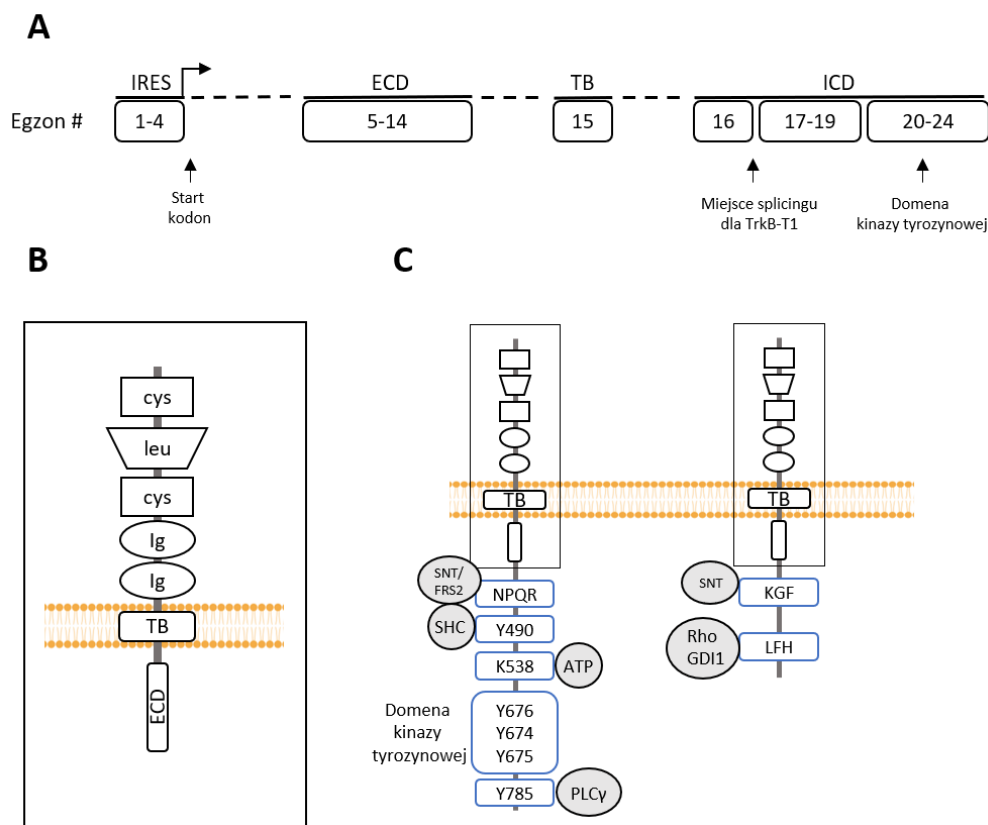 A
IRES
ECD
TB
ICD
Egzon #
1-4
5-14
15
16
17-19
20-24
Start
kodon
Miejsce splicingu
dla TrkB-T1
Domena
kinazy tyrozynowej
B
cys
leu
cys
Ig
Ig
TB
ECD
C
TB
SNT/
FRS2
NPQR
SHC
Y490
K538
ATP
Domena
kinazy
tyrozynowej
Y676
Y674
Y675
Y785
PLCγ
TB
SNT
KGF
Rho
GDI1
LFH